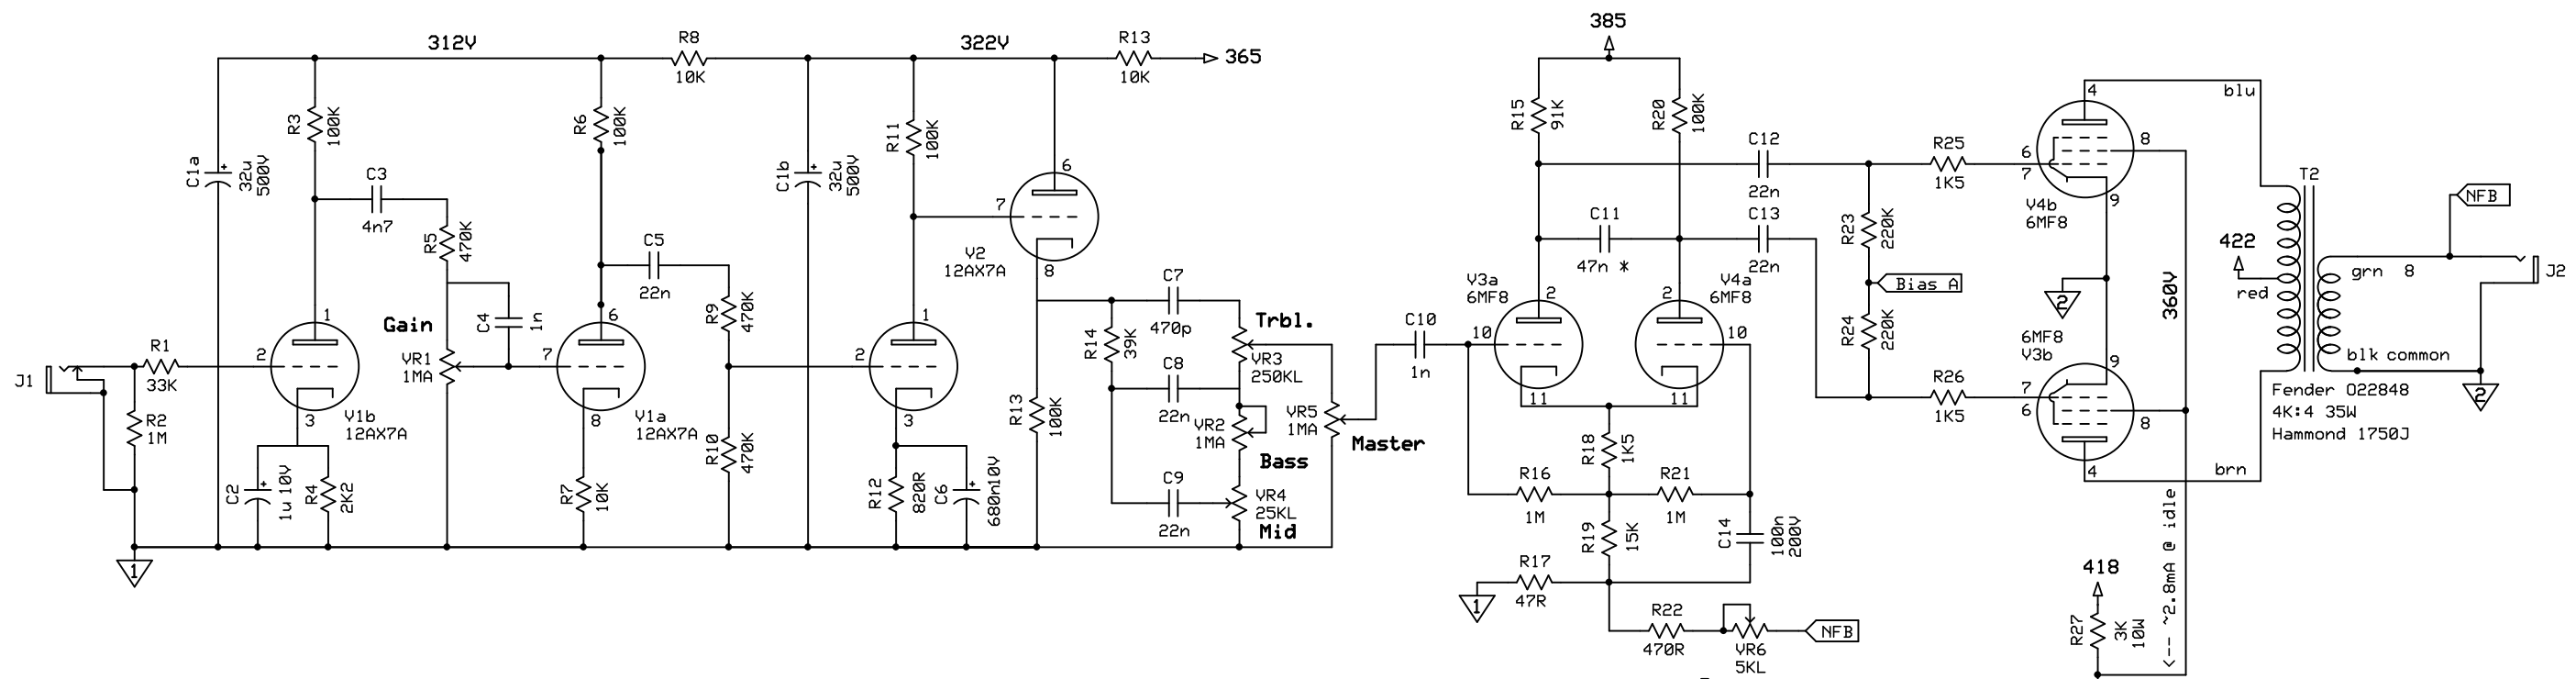 312V
R8
10K
322V
R13
10K
365
385
C1a
32u
500V
R3
100K
C3
4n7
R5
470K
R6
100K
C5
22n
C1b
32u
500V
R11
100K
6
7
8
V2
12AX7A
R9
470K
C4
1n
Gain
VR1
1MA
J1
R1
33K
R2
1M
1
2
3
V1b
12AX7A
C2
1u 10V
R4
2K2
6
7
8
V1a
12AX7A
R7
10K
R10
470K
1
2
3
R12
820R
C6
680n10V
R13
100K
R14
39K
C7
470p
C8
22n
C9
22n
Trbl.
VR3
250KL
VR2
1MA
Bass
VR4
25KL
Mid
VR5
1MA
Master
1
C10
1n
R15
91K
R20
100K
C11
47n *
C12
22n
C13
22n
V3a
6MF8
2
10
11
V4a
6MF8
2
10
11
R18
1K5
R16
1M
R21
1M
R19
15K
C14
100n
200V
R17
47R
1
R22
470R
VR6
5KL
NFB
R23
220K
R24
220K
Bias A
R25
1K5
R26
1K5
4
6
7
8
9
V4b
6MF8
2
6MF8
V3b
9
7
6
8
4
blu
brn
360V
<-- ~2.8mA @ idle
418
R27
3K
10W
422
red
T2
grn 8
blk common
NFB
J2
2
Fender 022848
4K:4 35W
Hammond 1750J